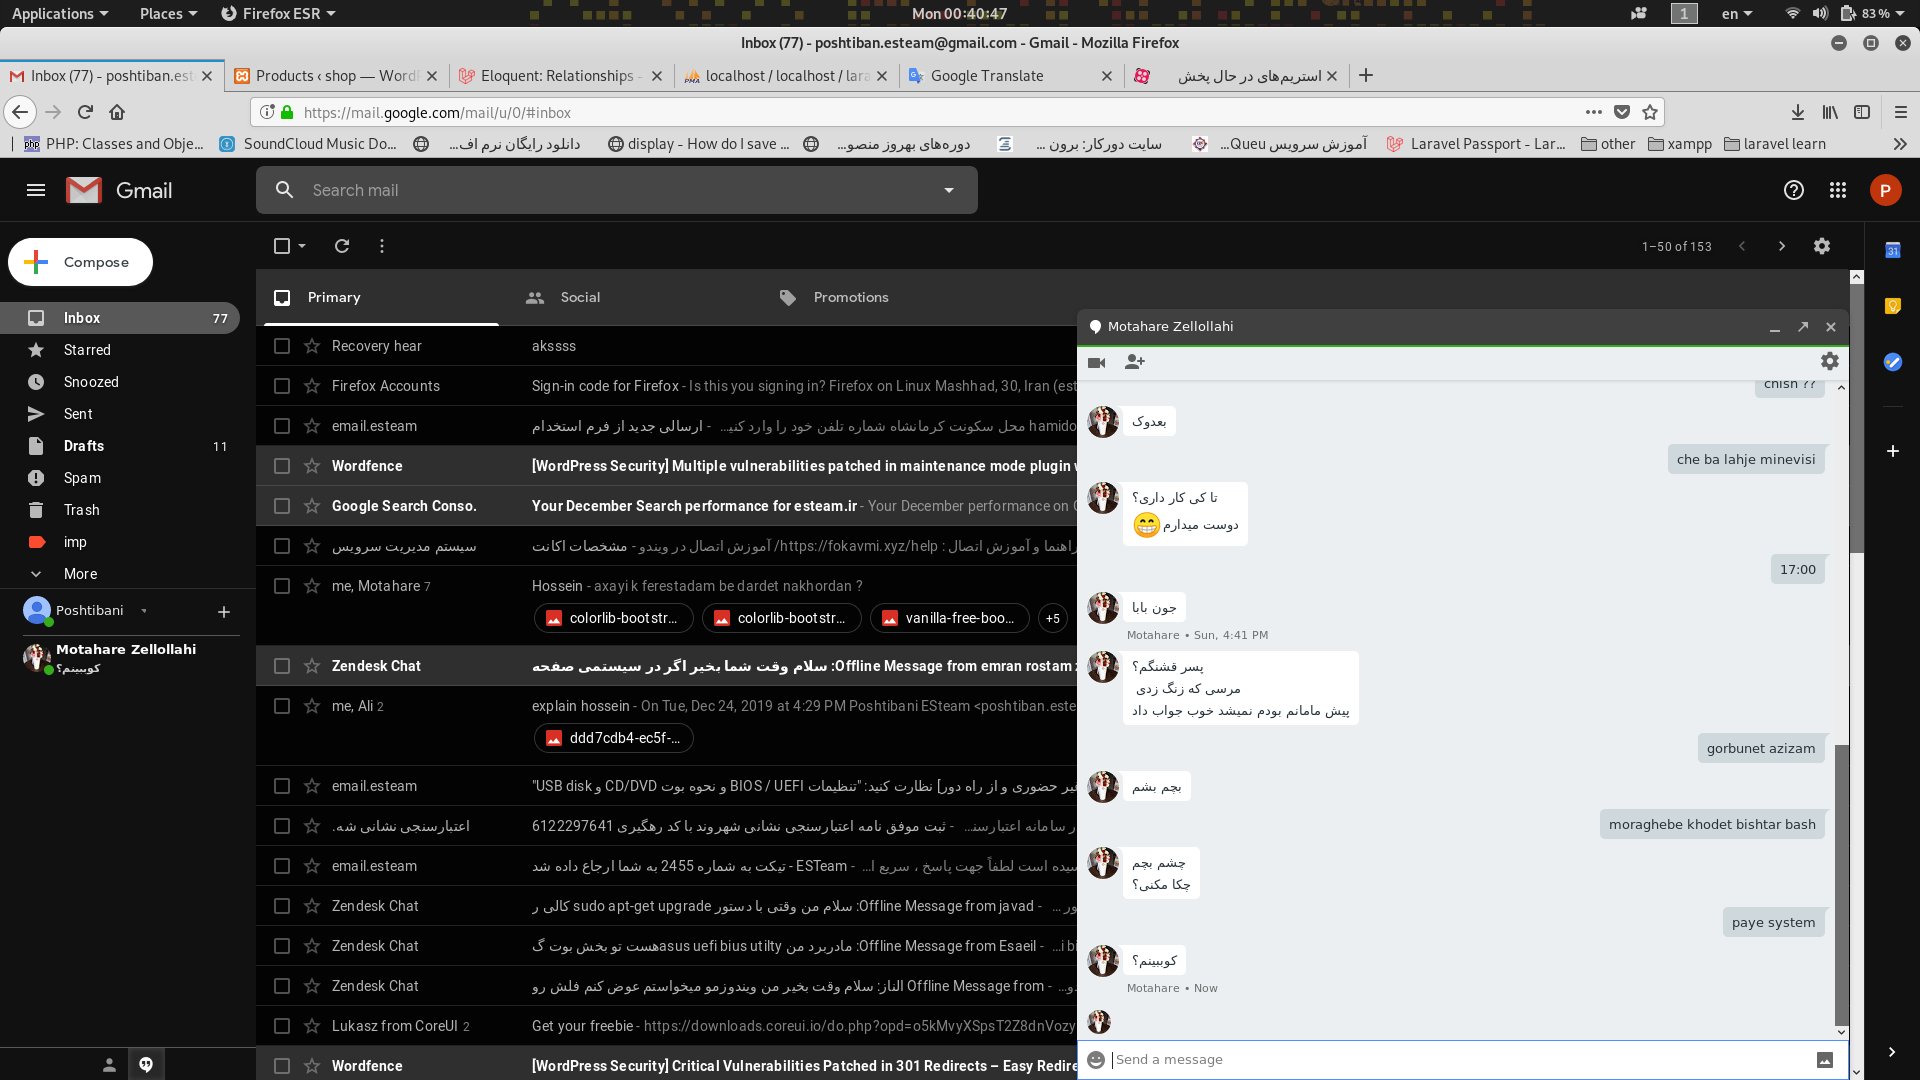 Applications Places Firefox ESR Mon 00:40:47 1 en 83 %
Inbox (77) - poshtiban.esteam@gmail.com - Gmail - Mozilla Firefox
Inbox (77) - poshtiban.est Products ‹ shop — WordF Eloquent: Relationships - localhost / localhost / lara Google Translate استریم‌های در حال پخش
https://mail.google.com/mail/u/0/#inbox
PHP: Classes and Obje... SoundCloud Music Do... دانلود رایگان نرم اف... display - How do I save ... دوره‌های بهروز منصو... سایت دورکار: برون ... آموزش سرویس Queu... Laravel Passport - Lar... other xampp laravel learn
Gmail Search mail P
Compose 1–50 of 153
Primary Social Promotions
Inbox 77
Starred
Snoozed
Sent
Drafts 11
Spam
Trash
imp
More
Poshtibani
Motahare Zellollahi
کوببینم؟
Recovery hear aksss
Firefox Accounts Sign-in code for Firefox - Is this you signing in? Firefox on Linux Mashhad, 30, Iran (est
email.esteam ارسالی جدید از فرم استخدام - hamido محل سکونت کرمانشاه شماره تلفن خود را وارد کنی...
Wordfence [WordPress Security] Multiple vulnerabilities patched in maintenance mode plugin
Google Search Conso. Your December Search performance for esteam.ir - Your December performance on
سیستم مدیریت سرویس مشخصات اکانت - راهنما و آموزش اتصال : https://fokavmi.xyz/help/ آموزش اتصال در ویندو
me, Motahare 7 Hossein - axayi k ferestadam be dardet nakhordan ?
colorlib-bootstr... colorlib-bootstr... vanilla-free-boo... +5
Zendesk Chat Offline Message from emran rostam: سلام وقت شما بخیر اگر در سیستمی صفحه
me, Ali 2 explain hossein - On Tue, Dec 24, 2019 at 4:29 PM Poshtibani ESteam <poshtiban.este
ddd7cdb4-ec5f-...
email.esteam غیر حضوری و از راه دور] نظارت کنید: "تنظیمات BIOS / UEFI و نحوه بوت CD/DVD و USB disk"
اعتبارسنجی نشانی شه. ثبت موفق نامه اعتبارسنجی نشانی شهروند با کد رهگیری 6122297641 - ر سامانه اعتبارسن...
email.esteam ESTeam - تیکت به شماره 2455 به شما ارجاع داده شد - سیده است لطفاً جهت پاسخ ، سریع ا...
Zendesk Chat Offline Message from javad: سلام من وقتی با دستور sudo apt-get upgrade کالی ر - ور...
Zendesk Chat Offline Message from Esaeil: مادربرد من asus uefi bius utiltyهست تو بخش بوت گ - i bi...
Zendesk Chat Offline Message from الناز: سلام وقت بخیر من ویندوزمو میخواستم عوض کنم فلش رو - دو...
Lukasz from CoreUI 2 Get your freebie - https://downloads.coreui.io/do.php?opd=o5kMvyXSpsT2Z8dnVozy
Wordfence [WordPress Security] Critical Vulnerabilities Patched in 301 Redirects – Easy Redire
Motahare Zellollahi
chish ??
بعدوک
che ba lahje minevisi
تا کی کار داری؟
دوست میدارم
17:00
جون بابا
Motahare • Sun, 4:41 PM
پسر قشنگم؟
مرسی که زنگ زدی
پیش مامانم بودم نمیشد خوب جواب داد
gorbunet azizam
بچم بشم
moraghebe khodet bishtar bash
چشم بچم
چکا مکنی؟
paye system
کوببینم؟
Motahare • Now
Send a message